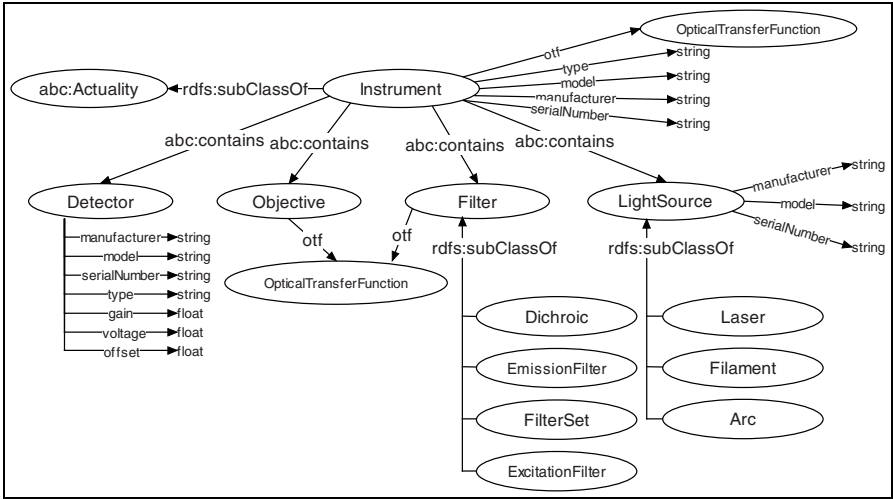 OpticalTransferFunction
otf
type
string
abc:Actuality
rdfs:subClassOf
Instrument
model
string
manufacturer
string
serialNumber
string
abc:contains
abc:contains
abc:contains
abc:contains
Detector
Objective
Filter
LightSource
manufacturer
string
model
string
serialNumber
string
manufacturer
string
model
string
serialNumber
string
type
string
gain
float
voltage
float
offset
float
otf
otf
OpticalTransferFunction
rdfs:subClassOf
rdfs:subClassOf
Dichroic
EmissionFilter
FilterSet
ExcitationFilter
Laser
Filament
Arc